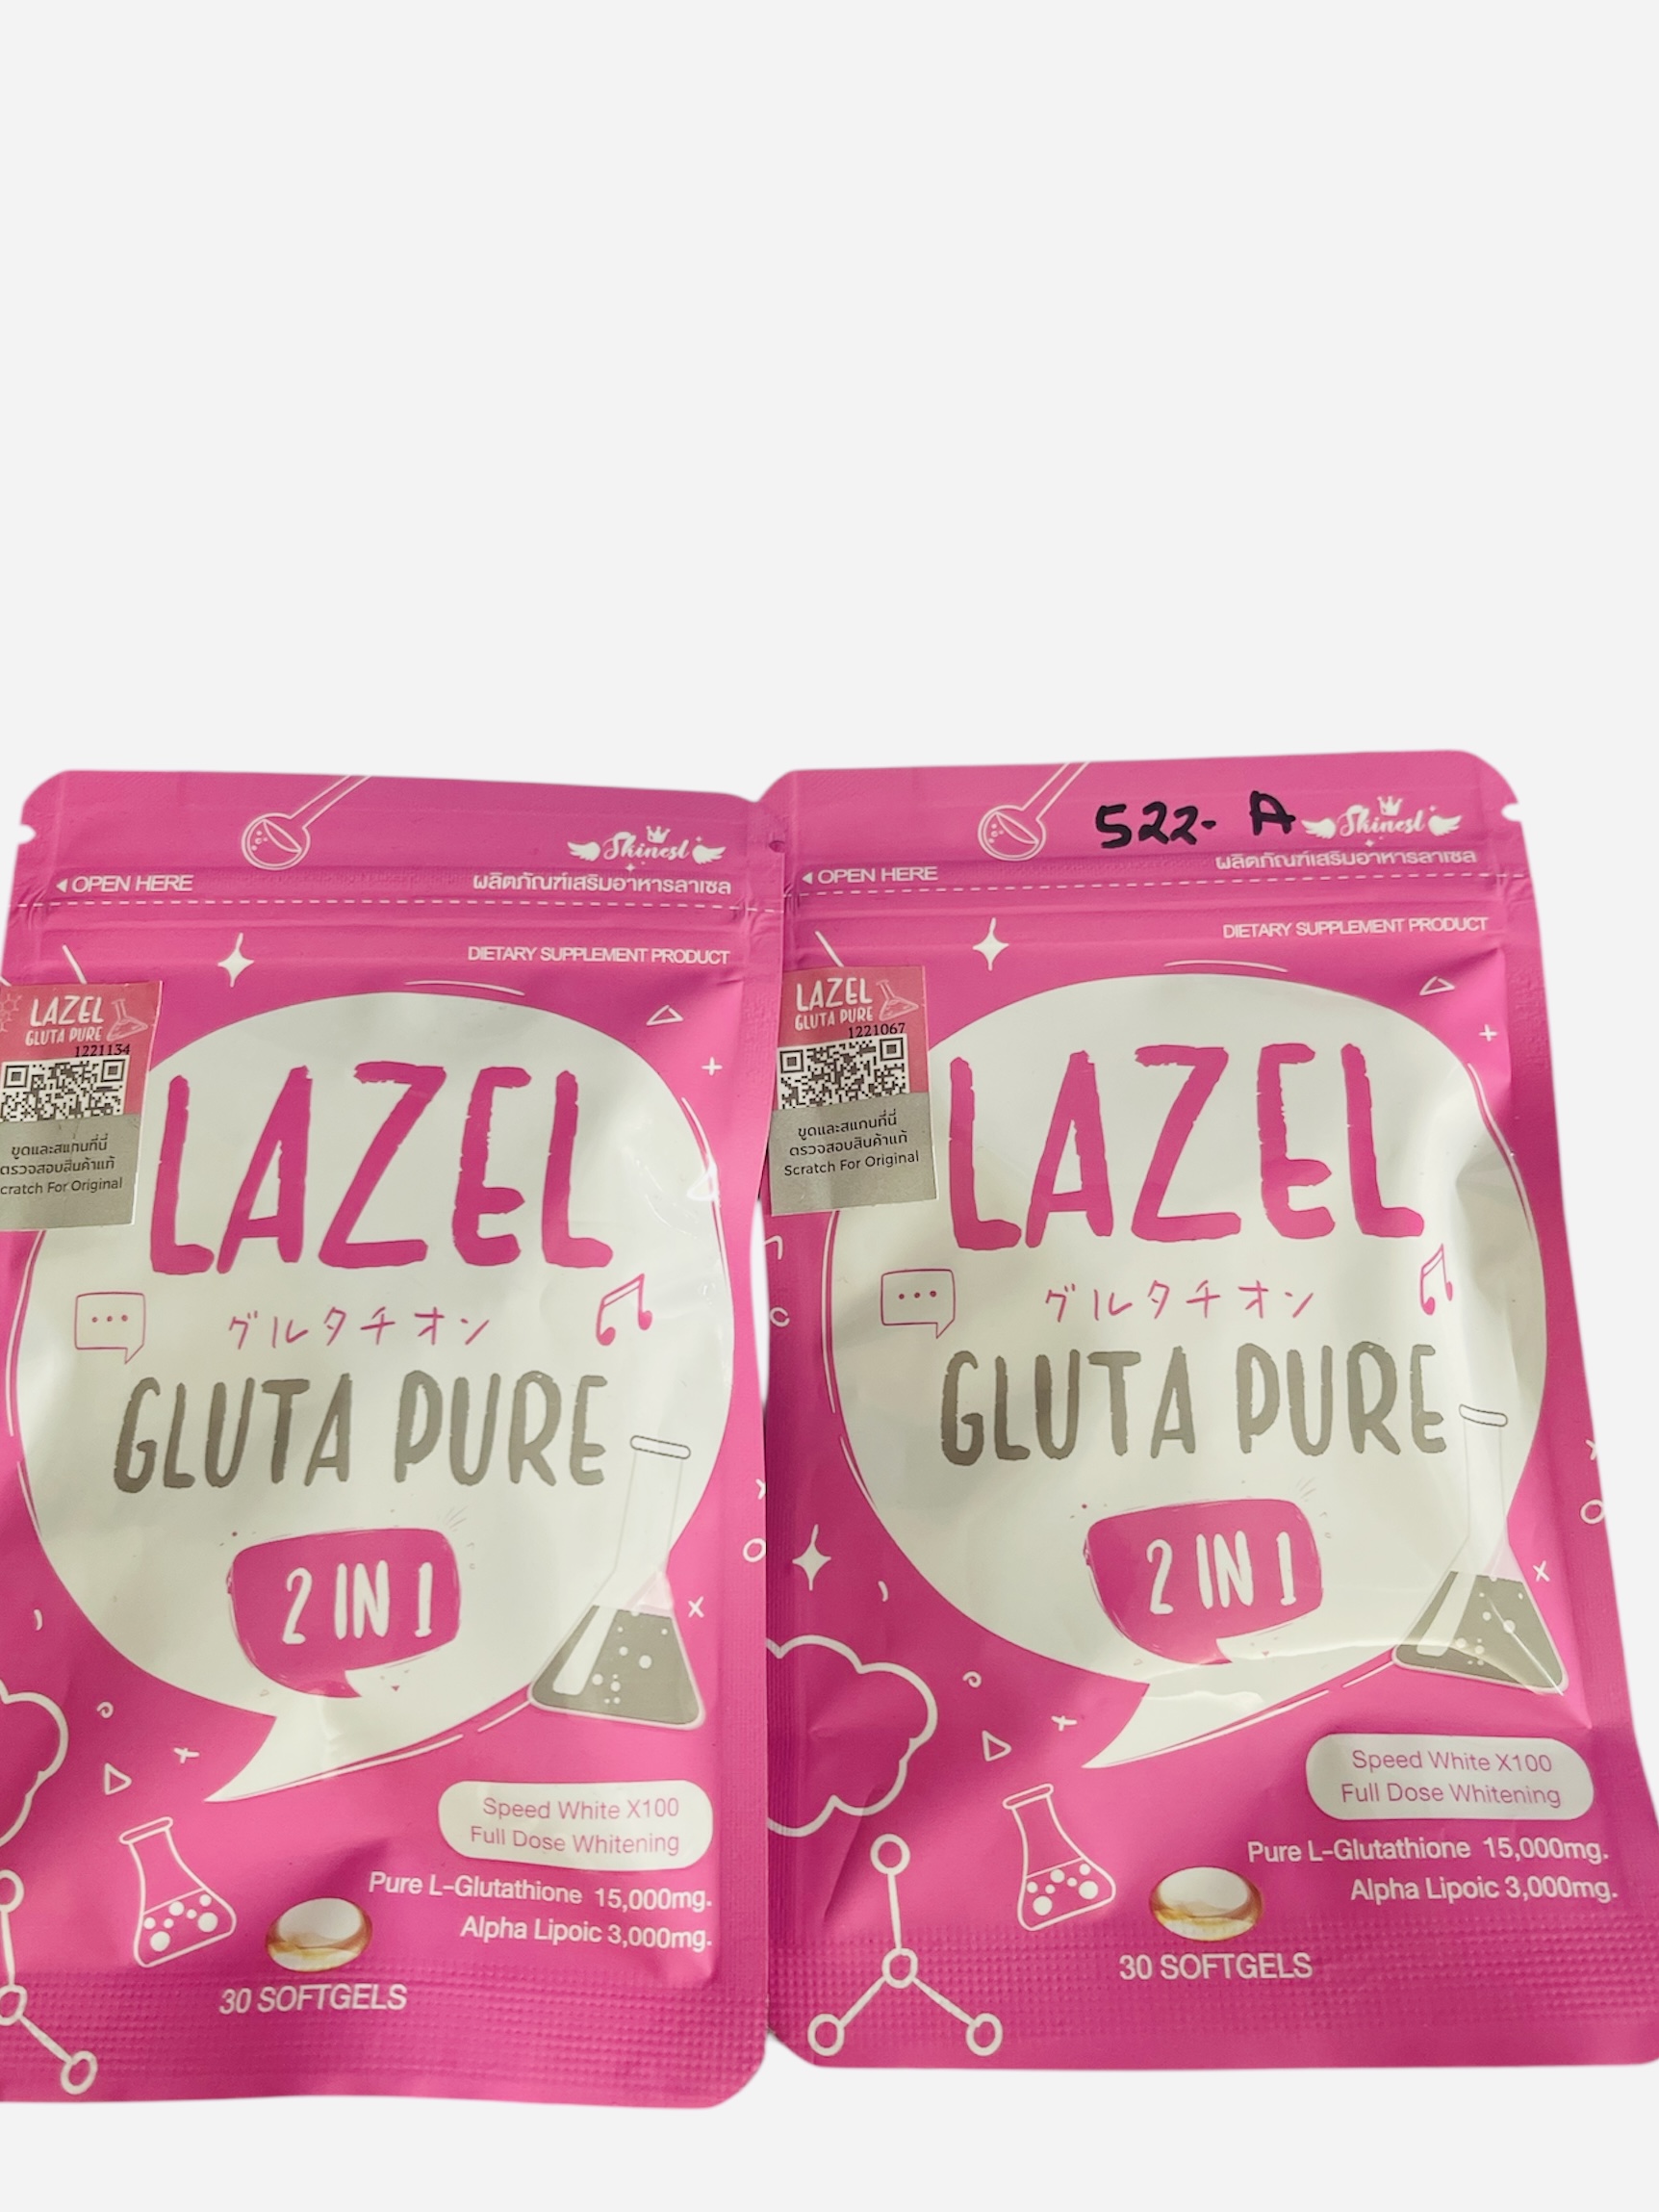 Skinest
◄ OPEN HERE
ผลิตภัณฑ์เสริมอาหารลาเซล
DIETARY SUPPLEMENT PRODUCT
LAZEL
GLUTA PURE
1221134
ขูดและสแกนที่นี่
ตรวจสอบสินค้าแท้
cratch For Original
LAZEL
グルタチオン
GLUTA PURE
2 IN 1
Speed White X100
Full Dose Whitening
Pure L-Glutathione 15,000mg.
Alpha Lipoic 3,000mg.
30 SOFTGELS
522- A
Skinest
◄ OPEN HERE
ผลิตภัณฑ์เสริมอาหารลาเซล
DIETARY SUPPLEMENT PRODUCT
LAZEL
GLUTA PURE
1221067
ขูดและสแกนที่นี่
ตรวจสอบสินค้าแท้
Scratch For Original
LAZEL
グルタチオン
GLUTA PURE
2 IN 1
Speed White X100
Full Dose Whitening
Pure L-Glutathione 15,000mg.
Alpha Lipoic 3,000mg.
30 SOFTGELS